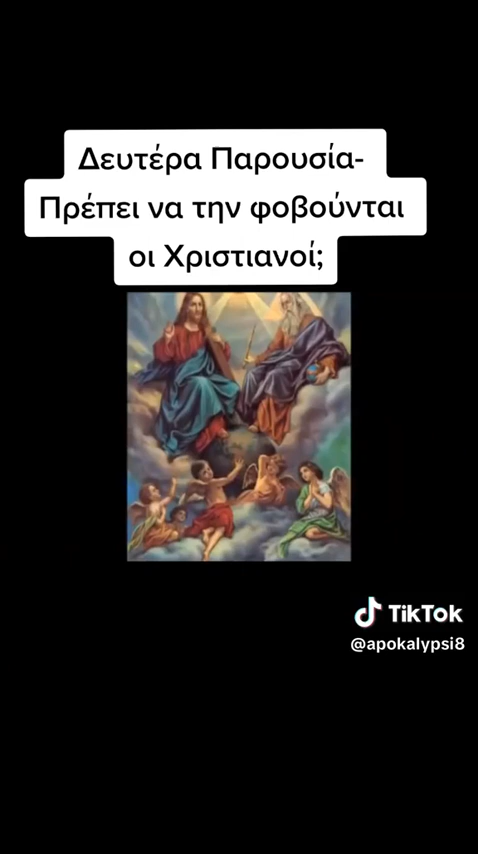 Δευτέρα Παρουσία-
Πρέπει να την φοβούνται
οι Χριστιανοί;
TikTok
@apokalypsi8